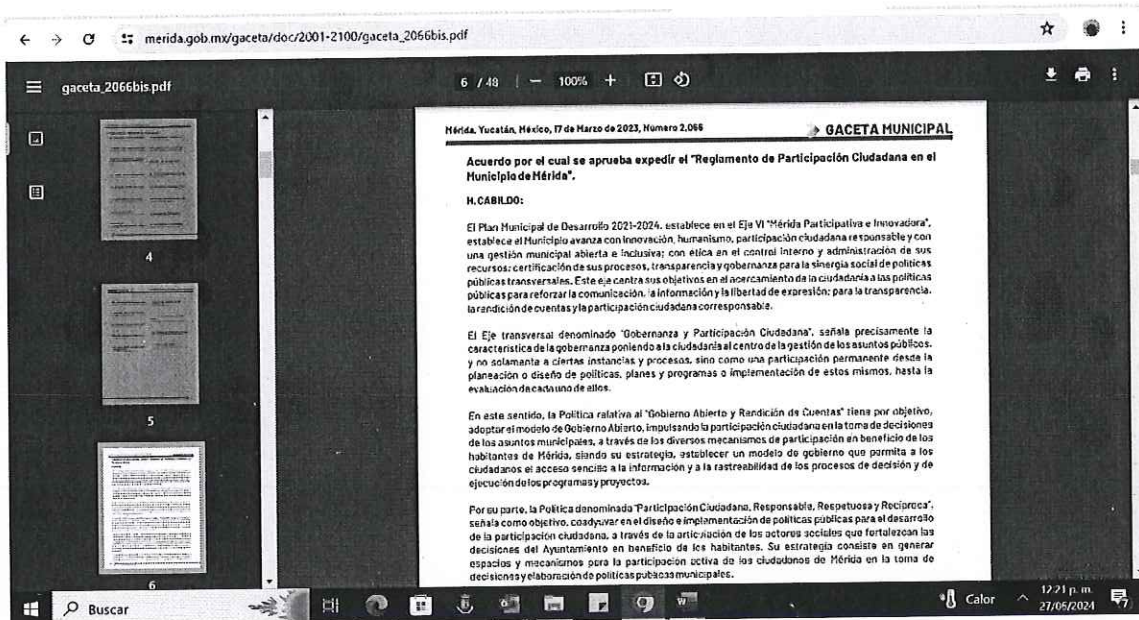 merida.gob.mx/gaceta/doc/2001-2100/gaceta_2066bis.pdf
gaceta_2066bis.pdf
6 / 48
100%
4
5
6
Mérida, Yucatán, México, 17 de Marzo de 2023, Número 2,066
GACETA MUNICIPAL
Acuerdo por el cual se aprueba expedir el "Reglamento de Participación Ciudadana en el
Municipio de Mérida".
H. CABILDO:
El Plan Municipal de Desarrollo 2021-2024, establece en el Eje VI "Mérida Participativa e Innovadora",
establece el Municipio avanza con innovación, humanismo, participación ciudadana responsable y con
una gestión municipal abierta e inclusiva; con ética en el control interno y administración de sus
recursos; certificación de sus procesos, transparencia y gobernanza para la sinergia social de políticas
públicas transversales. Este eje centra sus objetivos en el acercamiento de la ciudadanía a las políticas
públicas para reforzar la comunicación, la información y la libertad de expresión; para la transparencia,
la rendición de cuentas y la participación ciudadana corresponsable.
El Eje transversal denominado "Gobernanza y Participación Ciudadana", señala precisamente la
característica de la gobernanza poniendo a la ciudadanía al centro de la gestión de los asuntos públicos,
y no solamente a ciertas instancias y procesos, sino como una participación permanente desde la
planeación o diseño de políticas, planes y programas o implementación de estos mismos, hasta la
evaluación de cada uno de ellos.
En este sentido, la Política relativa al "Gobierno Abierto y Rendición de Cuentas" tiene por objetivo,
adoptar el modelo de Gobierno Abierto, impulsando la participación ciudadana en la toma de decisiones
de los asuntos municipales, a través de los diversos mecanismos de participación en beneficio de los
habitantes de Mérida, siendo su estrategia, establecer un modelo de gobierno que permita a los
ciudadanos el acceso sencillo a la información y a la rastreabilidad de los procesos de decisión y de
ejecución de los programas y proyectos.
Por su parte, la Política denominada "Participación Ciudadana, Responsable, Respetuosa y Recíproca",
señala como objetivo, coadyuvar en el diseño e implementación de políticas públicas para el desarrollo
de la participación ciudadana, a través de la articulación de los actores sociales que fortalezcan las
decisiones del Ayuntamiento en beneficio de los habitantes. Su estrategia consiste en generar
espacios y mecanismos para la participación activa de los ciudadanos de Mérida en la toma de
decisiones y elaboración de políticas públicas municipales.
Buscar
Calor
12:21 p. m.
27/06/2024